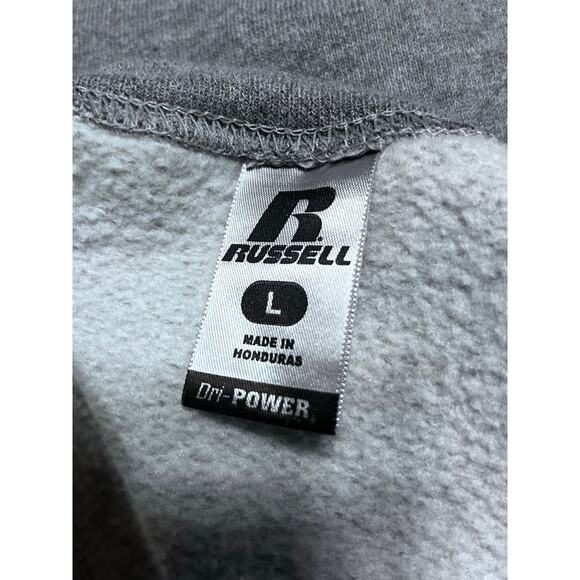 R
RUSSELL
L
MADE IN
HONDURAS
Dri-POWER